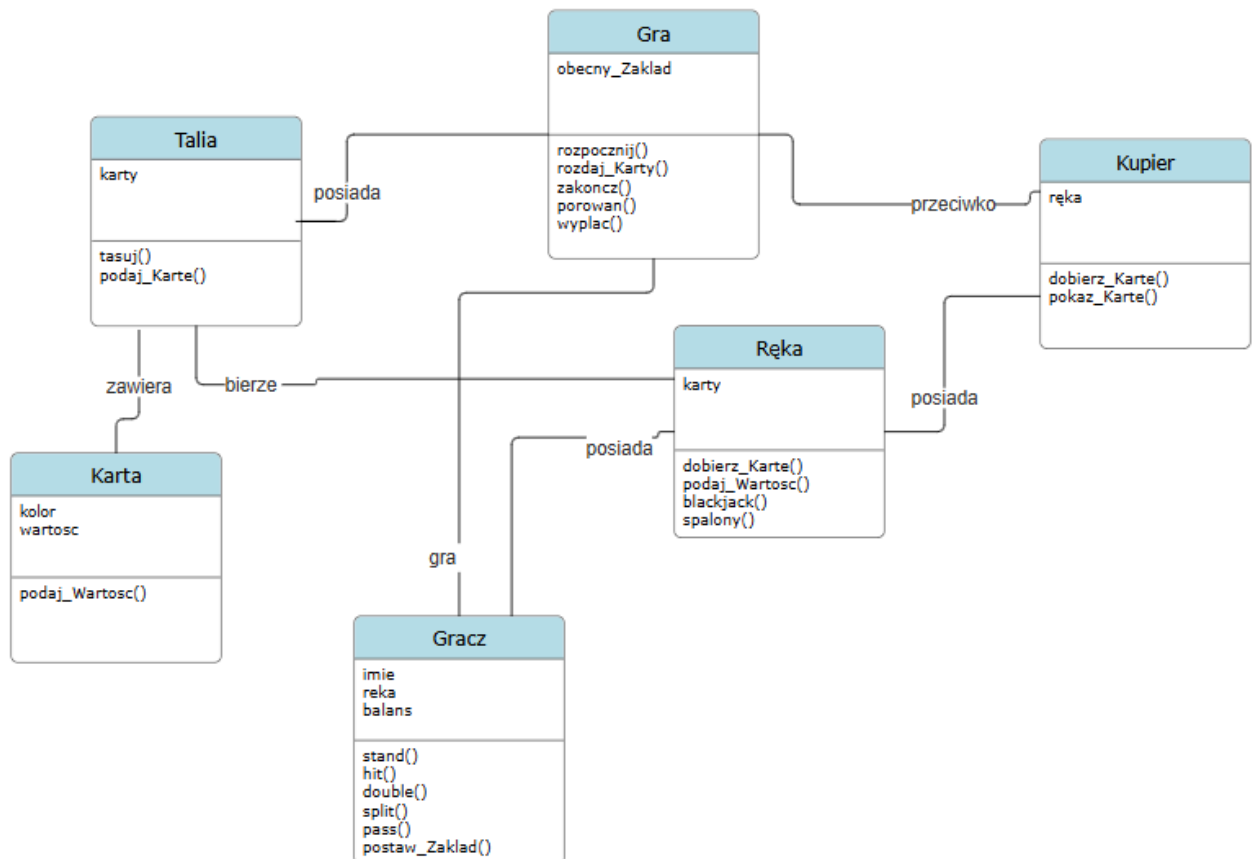 Gra
obecny_Zaklad
rozpocznij()
rozdaj_Karty()
zakoncz()
porowan()
wyplac()
Talia
karty
tasuj()
podaj_Karte()
posiada
Kupier
ręka
dobierz_Karte()
pokaz_Karte()
przeciwko
Ręka
karty
dobierz_Karte()
podaj_Wartosc()
blackjack()
spalony()
zawiera
bierze
posiada
posiada
Karta
kolor
wartosc
podaj_Wartosc()
gra
Gracz
imie
reka
balans
stand()
hit()
double()
split()
pass()
postaw_Zaklad()